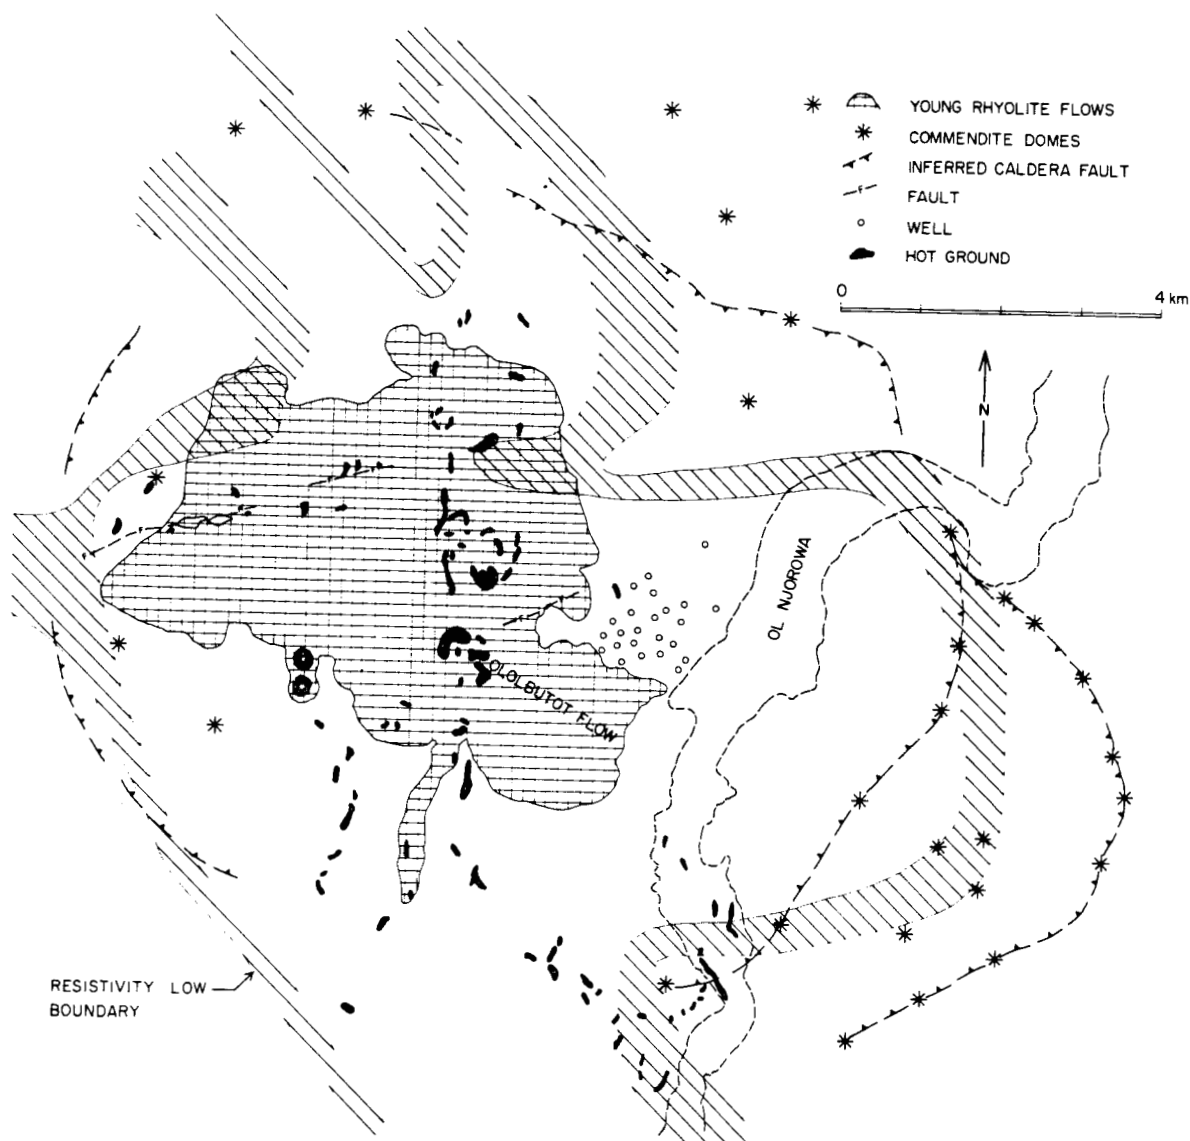 YOUNG RHYOLITE FLOWS
COMMENDITE DOMES
INFERRED CALDERA FAULT
F FAULT
WELL
HOT GROUND
0 4 km
N
OL NJOROWA
F
F
F
F
F
F
OLOLBUTOT FLOW
RESISTIVITY LOW
BOUNDARY